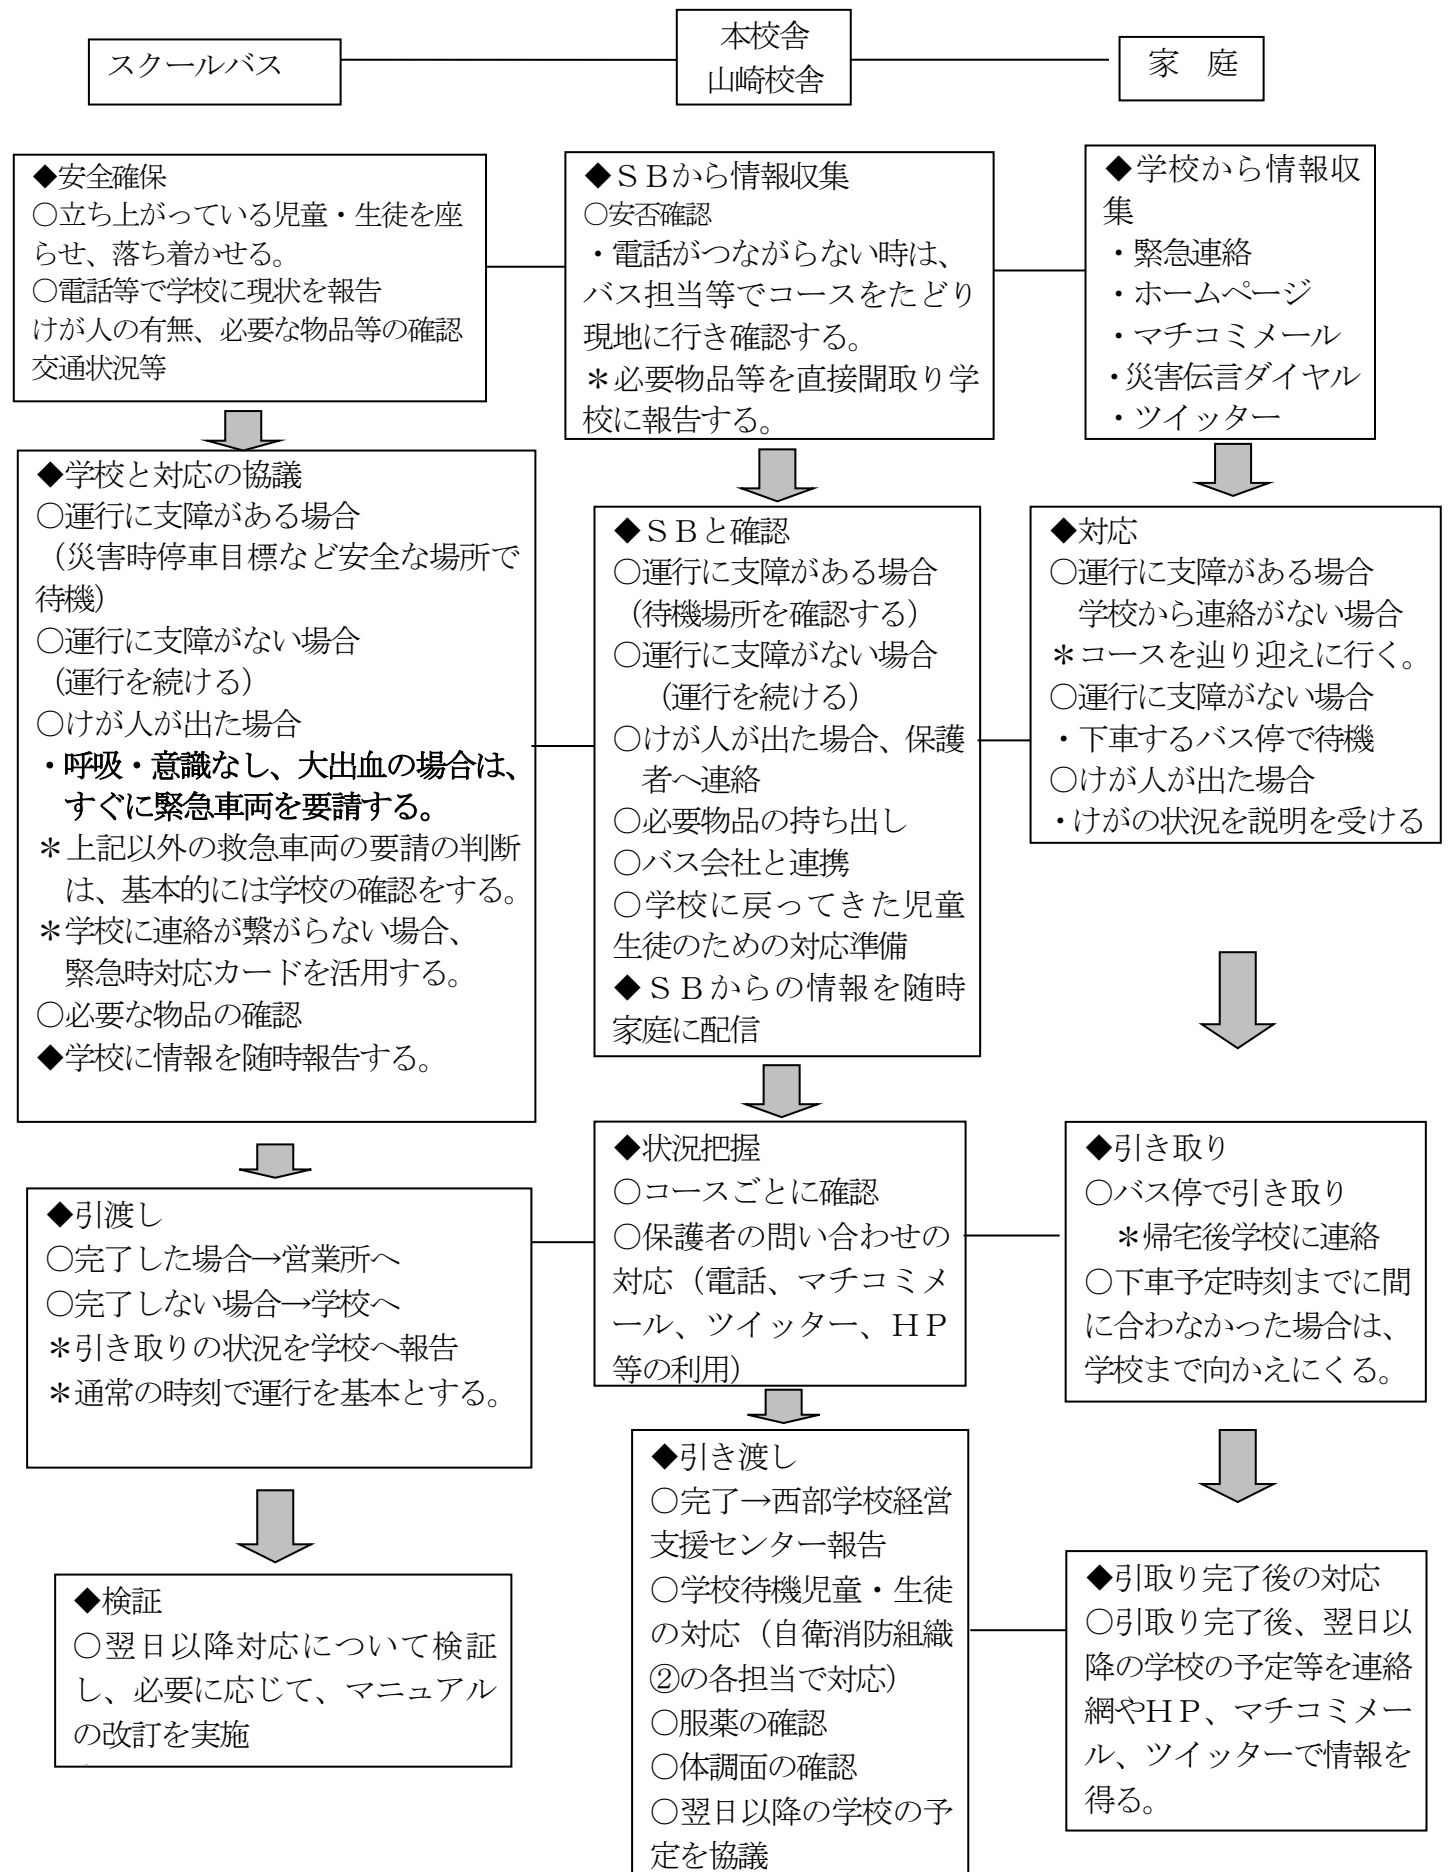 スクールバス
本校舎
山崎校舎
家　庭
◆安全確保
○立ち上がっている児童・生徒を座
らせ、落ち着かせる。
○電話等で学校に現状を報告
けが人の有無、必要な物品等の確認
交通状況等
◆ＳＢから情報収集
○安否確認
・電話がつながらない時は、
バス担当等でコースをたどり
現地に行き確認する。
＊必要物品等を直接聞取り学
校に報告する。
◆学校から情報収
集
・緊急連絡
・ホームページ
・マチコミメール
・災害伝言ダイヤル
・ツイッター
◆学校と対応の協議
○運行に支障がある場合
（災害時停車目標など安全な場所で
待機）
○運行に支障がない場合
（運行を続ける）
○けが人が出た場合
・呼吸・意識なし、大出血の場合は、
すぐに緊急車両を要請する。
＊上記以外の救急車両の要請の判断
は、基本的には学校の確認をする。
＊学校に連絡が繋がらない場合、
緊急時対応カードを活用する。
○必要な物品の確認
◆学校に情報を随時報告する。
◆ＳＢと確認
○運行に支障がある場合
（待機場所を確認する）
○運行に支障がない場合
（運行を続ける）
○けが人が出た場合、保護
者へ連絡
○必要物品の持ち出し
○バス会社と連携
○学校に戻ってきた児童
生徒のための対応準備
◆ＳＢからの情報を随時
家庭に配信
◆対応
○運行に支障がある場合
学校から連絡がない場合
＊コースを辿り迎えに行く。
○運行に支障がない場合
・下車するバス停で待機
○けが人が出た場合
・けがの状況を説明を受ける
◆引渡し
○完了した場合→営業所へ
○完了しない場合→学校へ
＊引き取りの状況を学校へ報告
＊通常の時刻で運行を基本とする。
◆状況把握
○コースごとに確認
○保護者の問い合わせの
対応（電話、マチコミメ
ール、ツイッター、ＨＰ
等の利用）
◆引き取り
○バス停で引き取り
＊帰宅後学校に連絡
○下車予定時刻までに間
に合わなかった場合は、
学校まで向かえにくる。
◆検証
○翌日以降対応について検証
し、必要に応じて、マニュアル
の改訂を実施
◆引き渡し
○完了→西部学校経営
支援センター報告
○学校待機児童・生徒
の対応（自衛消防組織
②の各担当で対応）
○服薬の確認
○体調面の確認
○翌日以降の学校の予
定を協議
◆引取り完了後の対応
○引取り完了後、翌日以
降の学校の予定等を連絡
網やＨＰ、マチコミメー
ル、ツイッターで情報を
得る。